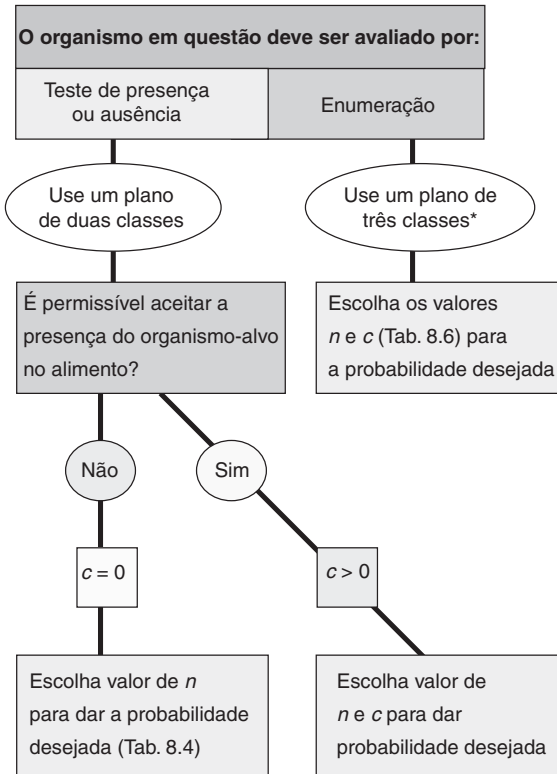 O organismo em questão deve ser avaliado por:
Teste de presença
ou ausência
Enumeração
Use um plano
de duas classes
Use um plano de
três classes*
É permissível aceitar a
presença do organismo-alvo
no alimento?
Escolha os valores
n e c (Tab. 8.6) para
a probabilidade desejada
Não
Sim
c = 0
c > 0
Escolha valor de n
para dar a probabilidade
desejada (Tab. 8.4)
Escolha valor de
n e c para dar
probabilidade desejada